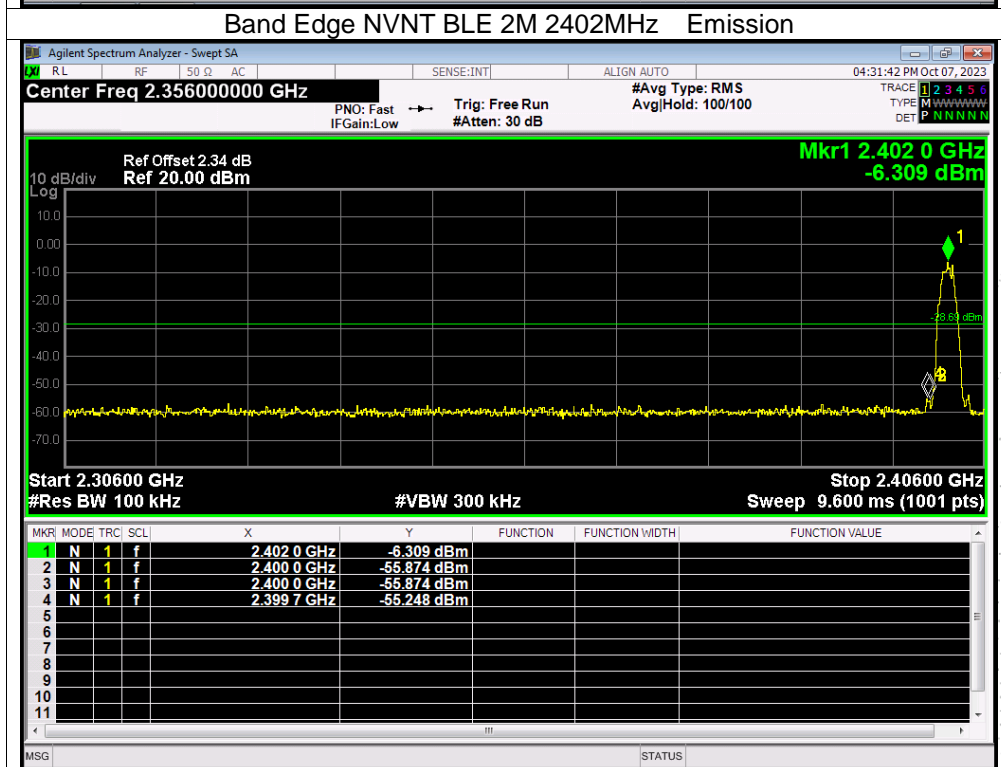 Band Edge NVNT BLE 2M 2402MHz Emission
Agilent Spectrum Analyzer - Swept SA
LXI RL RF 50 Ω AC SENSE:INT ALIGN AUTO 04:31:42 PM Oct 07, 2023
Center Freq 2.356000000 GHz #Avg Type: RMS TRACE 1 2 3 4 5 6
PNO: Fast Trig: Free Run Avg|Hold: 100/100 TYPE M WWWWW
IFGain:Low #Atten: 30 dB DET P N N N N N
Mkr1 2.402 0 GHz
-6.309 dBm
Ref Offset 2.34 dB
10 dB/div Ref 20.00 dBm
Log
10.0
1
0.00
-10.0
-20.0
-28.69 dBm
-30.0
-40.0
-50.0
-60.0
-70.0
Start 2.30600 GHz Stop 2.40600 GHz
#Res BW 100 kHz #VBW 300 kHz Sweep 9.600 ms (1001 pts)
MKR MODE TRC SCL X Y FUNCTION FUNCTION WIDTH FUNCTION VALUE
1 N 1 f 2.402 0 GHz -6.309 dBm
2 N 1 f 2.400 0 GHz -55.874 dBm
3 N 1 f 2.400 0 GHz -55.874 dBm
4 N 1 f 2.399 7 GHz -55.248 dBm
5
6
7
8
9
10
11
MSG STATUS